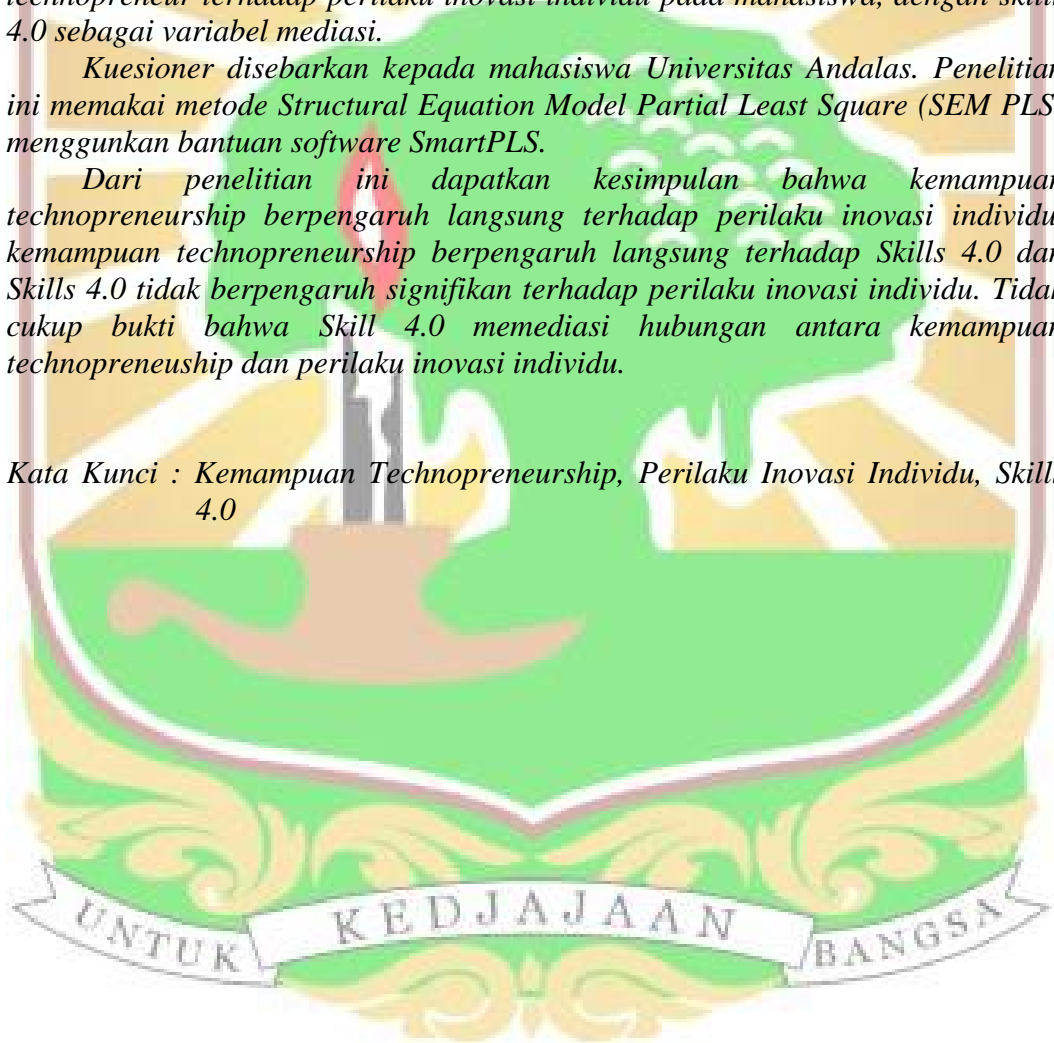 technopreneur terhadap perilaku inovasi individu pada mahasiswa, dengan skill
4.0 sebagai variabel mediasi.
Kuesioner disebarkan kepada mahasiswa Universitas Andalas. Penelitian
ini memakai metode Structural Equation Model Partial Least Square (SEM PLS
menggunkan bantuan software SmartPLS.
Dari penelitian ini dapatkan kesimpulan bahwa kemampuan
technopreneurship berpengaruh langsung terhadap perilaku inovasi individu
kemampuan technopreneurship berpengaruh langsung terhadap Skills 4.0 dan
Skills 4.0 tidak berpengaruh signifikan terhadap perilaku inovasi individu. Tidak
cukup bukti bahwa Skill 4.0 memediasi hubungan antara kemampuan
technopreneuship dan perilaku inovasi individu.
Kata Kunci : Kemampuan Technopreneurship, Perilaku Inovasi Individu, Skill
4.0
UNTUK KEDJAJAAN BANGSA